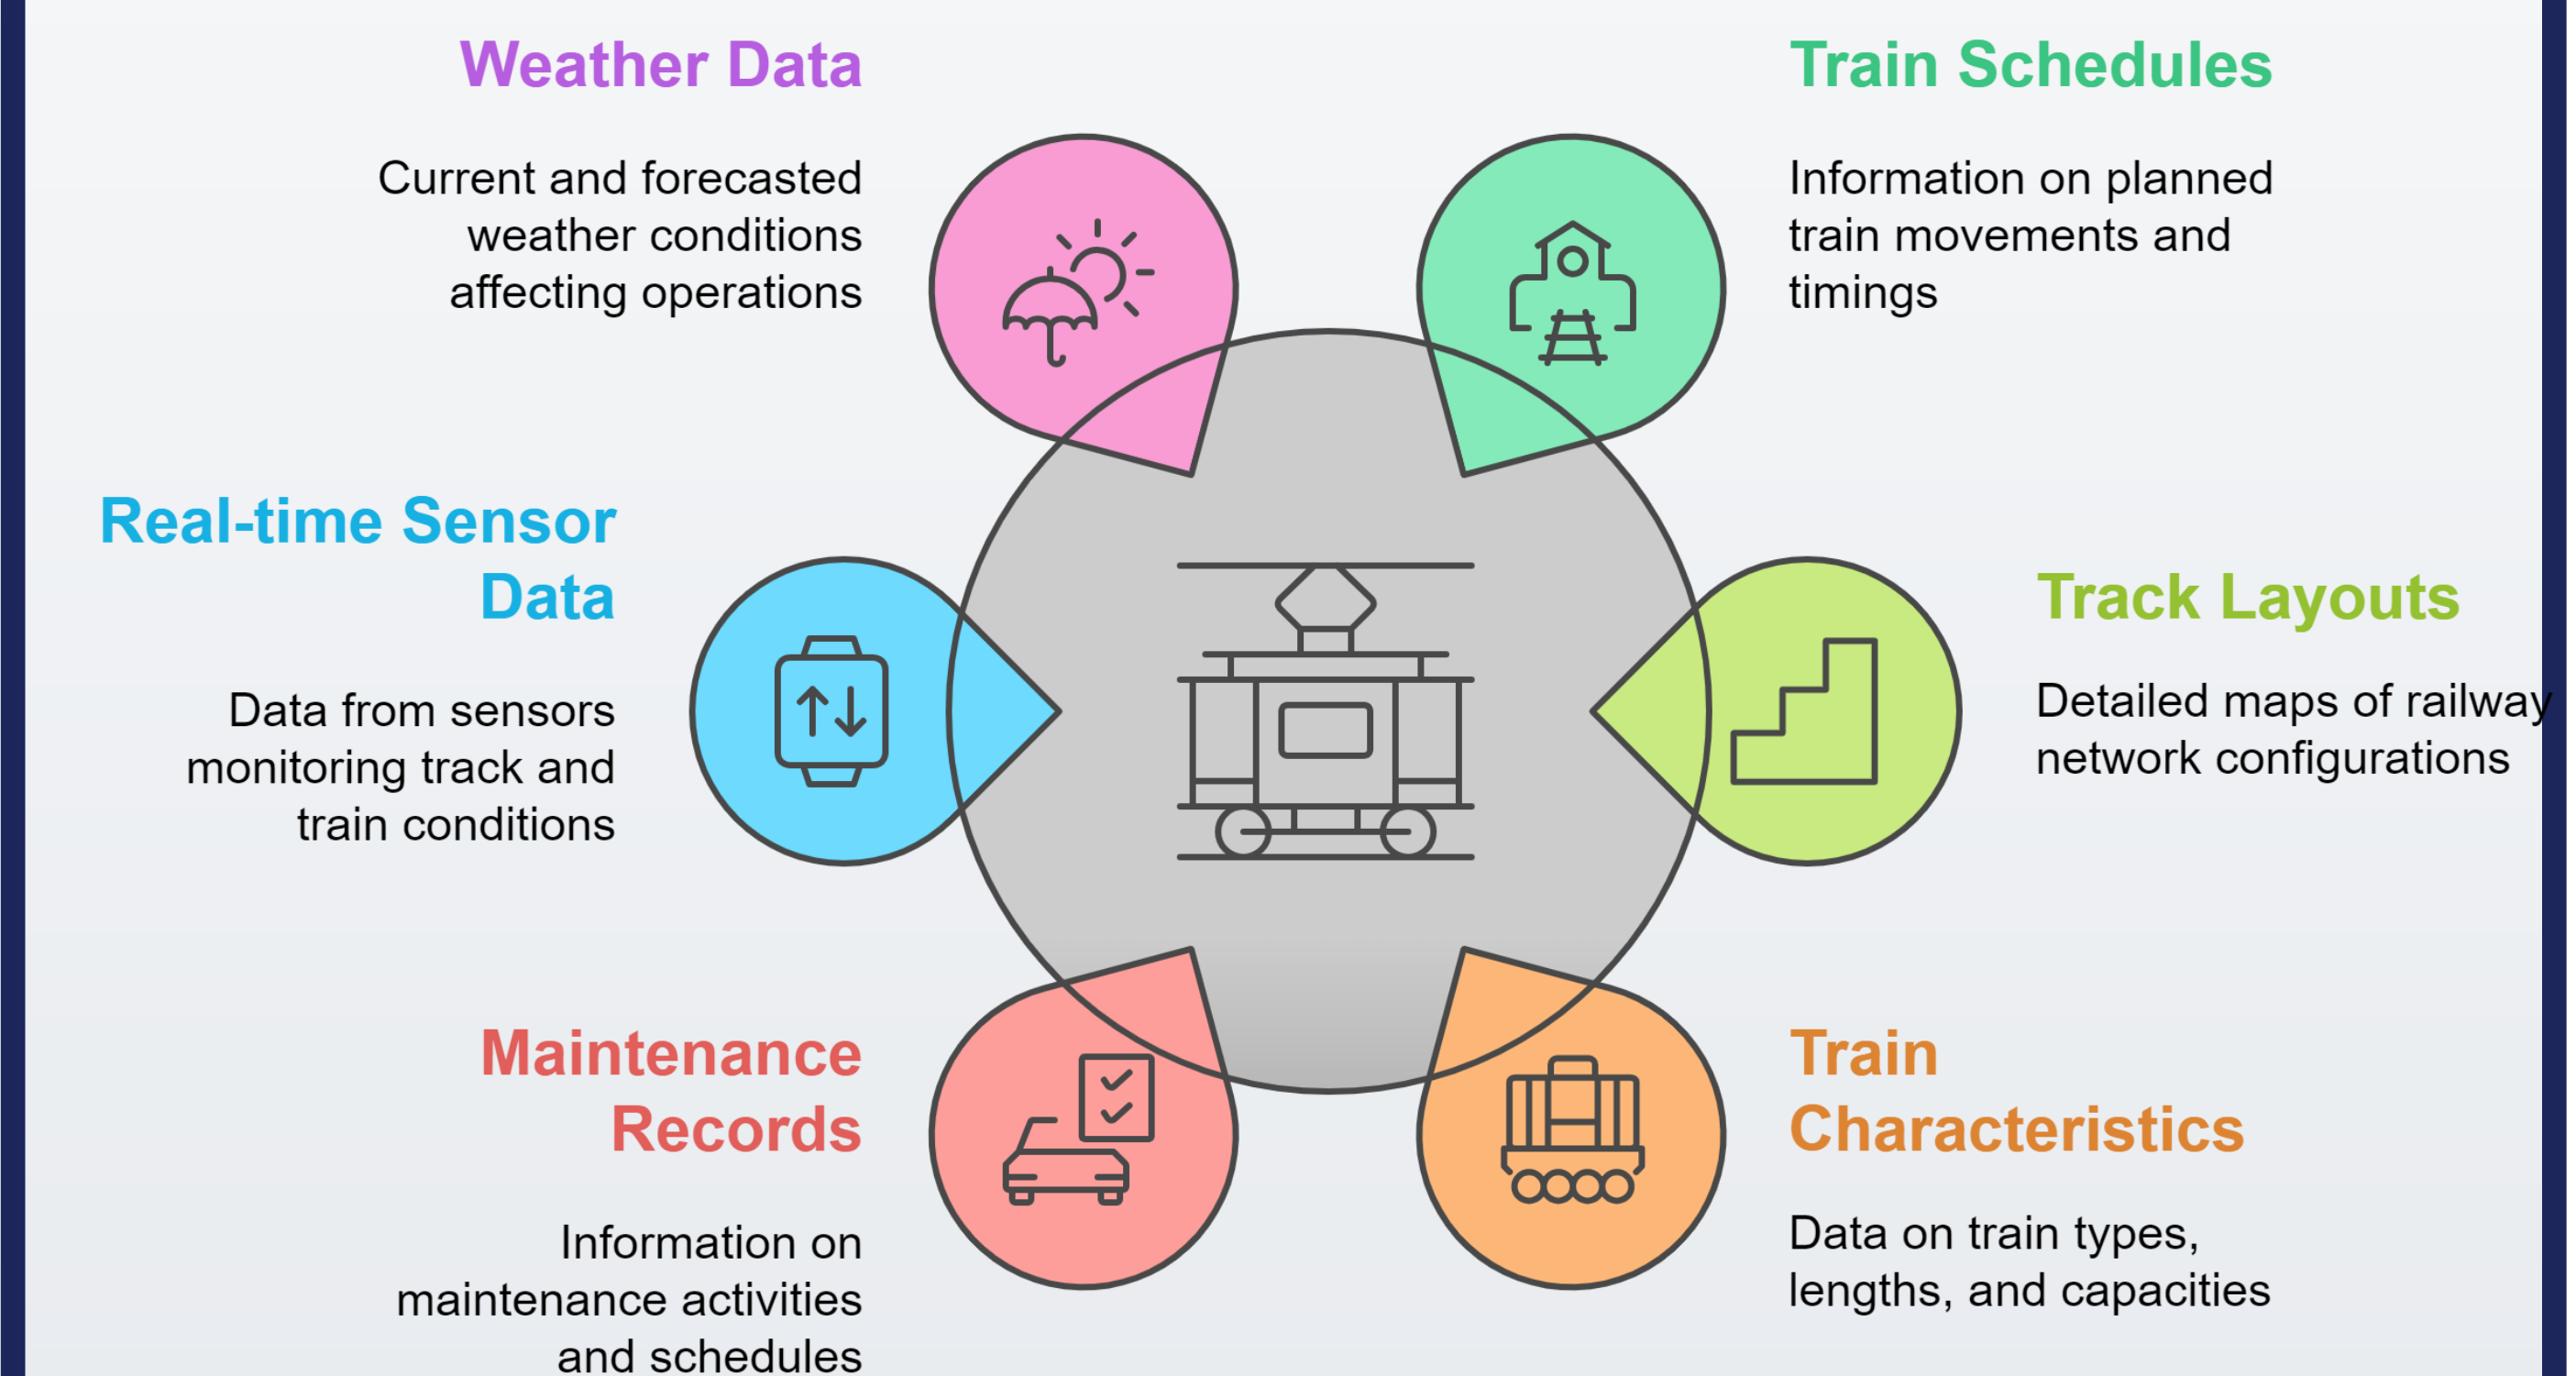 Weather Data
Current and forecasted
weather conditions
affecting operations
Train Schedules
Information on planned
train movements and
timings
Real-time Sensor
Data
Data from sensors
monitoring track and
train conditions
Track Layouts
Detailed maps of railway
network configurations
Maintenance
Records
Information on
maintenance activities
and schedules
Train
Characteristics
Data on train types,
lengths, and capacities